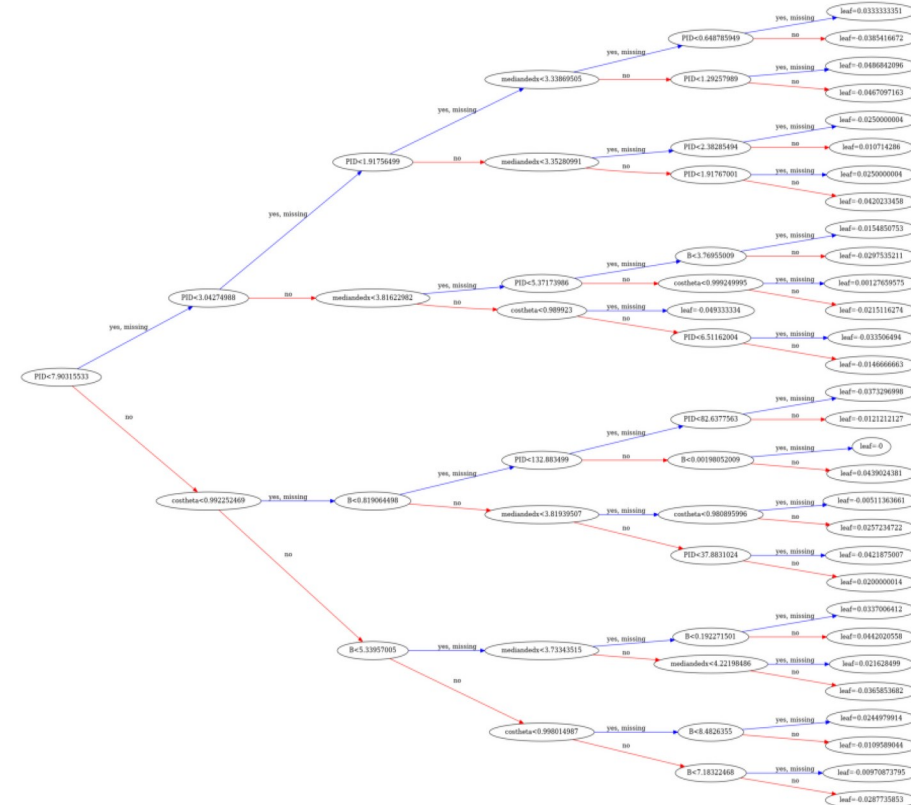 leaf=0.0333333351
yes, missing
PID<0.648785949
no
leaf=-0.0385416672
yes, missing
mediandedx<3.33869505
no
PID<1.29257989
yes, missing
leaf=-0.0486842096
no
leaf=-0.0467097163
yes, missing
PID<1.91756499
no
mediandedx<3.35280991
yes, missing
PID<2.38285494
yes, missing
leaf=-0.0250000004
no
leaf=0.010714286
no
PID<1.91767001
yes, missing
leaf=0.0250000004
no
leaf=-0.0420233458
yes, missing
PID<3.04274988
no
mediandedx<3.81622982
yes, missing
PID<5.37173986
yes, missing
B<3.76955009
yes, missing
leaf=-0.0154850753
no
leaf=-0.0297535211
no
costheta<0.999249995
yes, missing
leaf=0.00127659575
no
leaf=-0.0215116274
no
costheta<0.989923
yes, missing
leaf=-0.049333334
no
PID<6.51162004
yes, missing
leaf=-0.033506494
no
leaf=-0.0146666663
yes, missing
PID<7.90315533
no
costheta<0.992252469
yes, missing
B<0.819064498
yes, missing
PID<132.883499
yes, missing
PID<82.6377563
yes, missing
leaf=-0.0373296998
no
leaf=-0.0121212127
no
B<0.00198052009
yes, missing
leaf=-0
no
leaf=0.0439024381
no
mediandedx<3.81939507
yes, missing
costheta<0.980895996
yes, missing
leaf=-0.00511363661
no
leaf=0.0257234722
no
PID<37.8831024
yes, missing
leaf=-0.0421875007
no
leaf=0.0200000014
no
B<5.33957005
yes, missing
mediandedx<3.73343515
yes, missing
B<0.192271501
yes, missing
leaf=0.0337006412
no
leaf=0.0442020558
no
mediandedx<4.22198486
yes, missing
leaf=0.021628499
no
leaf=-0.0365853682
no
costheta<0.998014987
yes, missing
B<8.4826355
yes, missing
leaf=0.0244979914
no
leaf=-0.0109589044
no
B<7.18322468
yes, missing
leaf=-0.00970873795
no
leaf=-0.0287735853